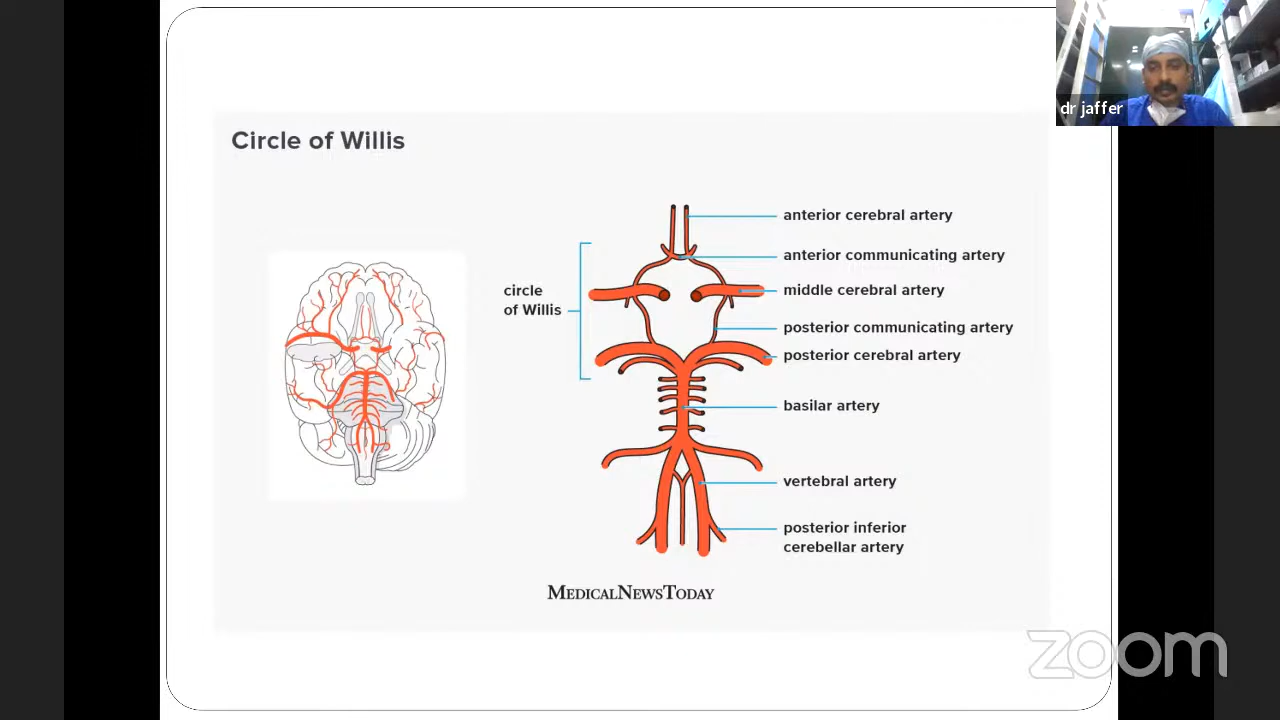 dr jaffer
Circle of Willis
anterior cerebral artery
anterior communicating artery
circle
of Willis
middle cerebral artery
posterior communicating artery
posterior cerebral artery
basilar artery
vertebral artery
posterior inferior
cerebellar artery
MEDICALNEWSTODAY
zoom